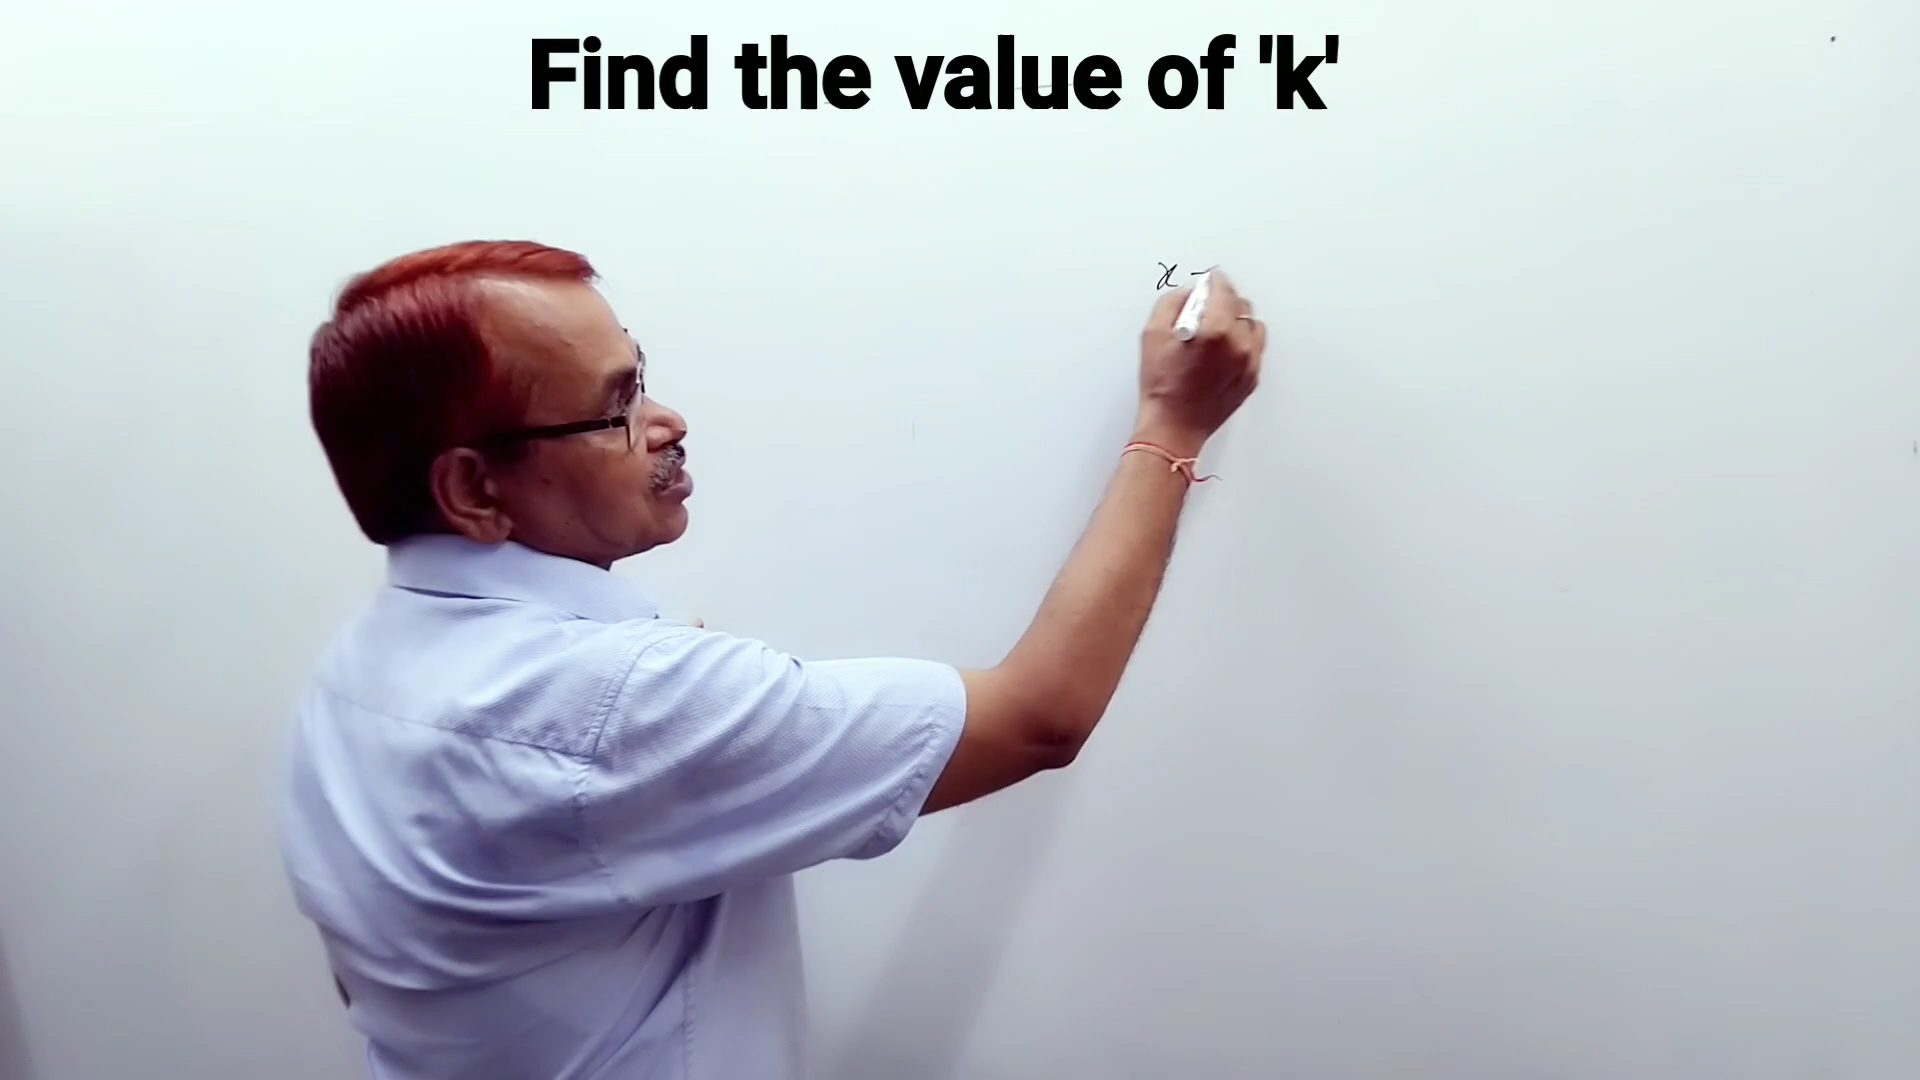 Find the value of 'k'
x -